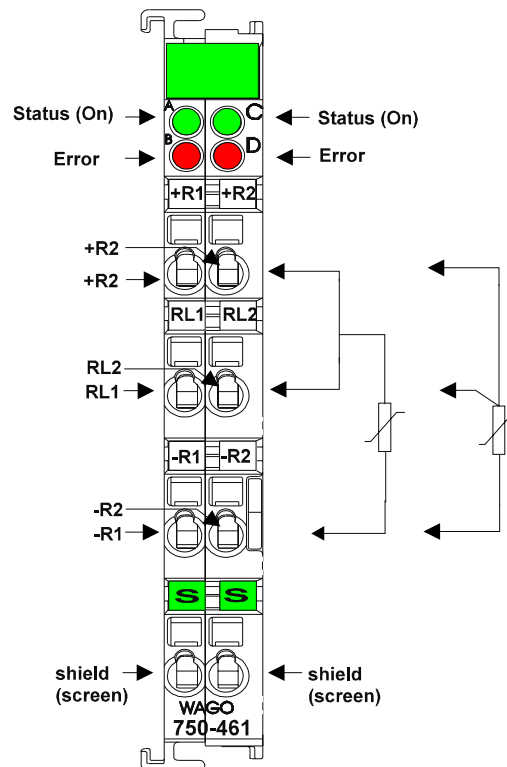 A C
Status (On) Status (On)
B D
Error Error
+R1 +R2
+R2
+R2
RL1 RL2
RL2
RL1
-R1 -R2
-R2
-R1
S S
shield shield
(screen) (screen)
WAGO
750-461